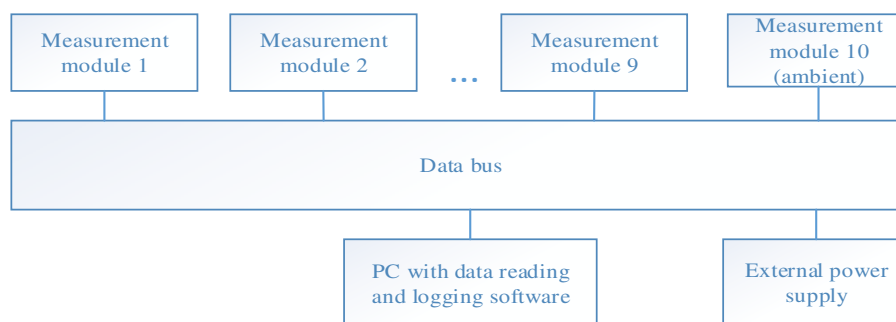 Measurement
module 1
Measurement
module 2
...
Measurement
module 9
Measurement
module 10
(ambient)
Data bus
PC with data reading
and logging software
External power
supply